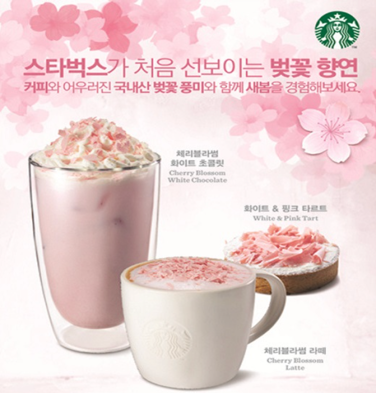 스타벅스가 처음 선보이는 벚꽃 향연
커피와 어우러진 국내산 벚꽃 풍미와 함께 새봄을 경험해보세요.
체리블라썸
화이트 초콜릿
Cherry Blossom
White Chocolate
화이트 & 핑크 타르트
White & Pink Tart
체리블라썸 라떼
Cherry Blossom
Latte